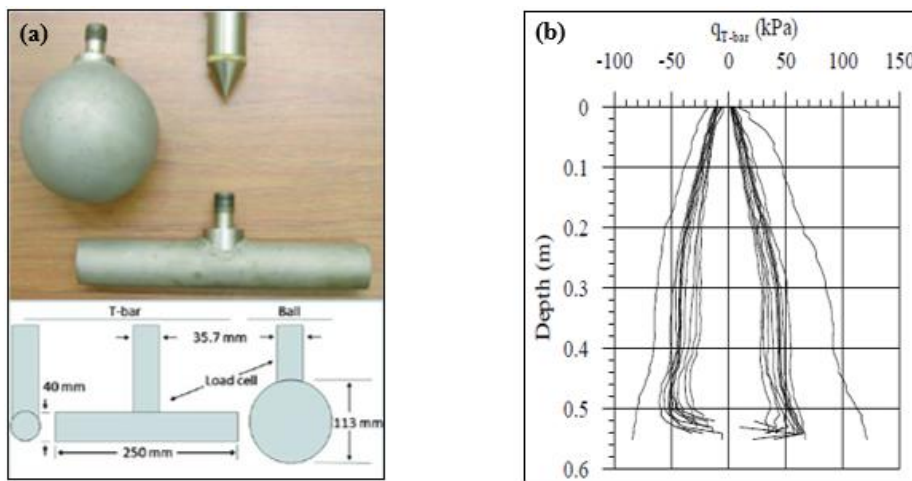 (a)
T-bar
Ball
35.7 mm
Load cell
40 mm
113 mm
250 mm
(b)
qT-bar (kPa)
-100 -50 0 50 100 150
Depth (m)
0
0.1
0.2
0.3
0.4
0.5
0.6